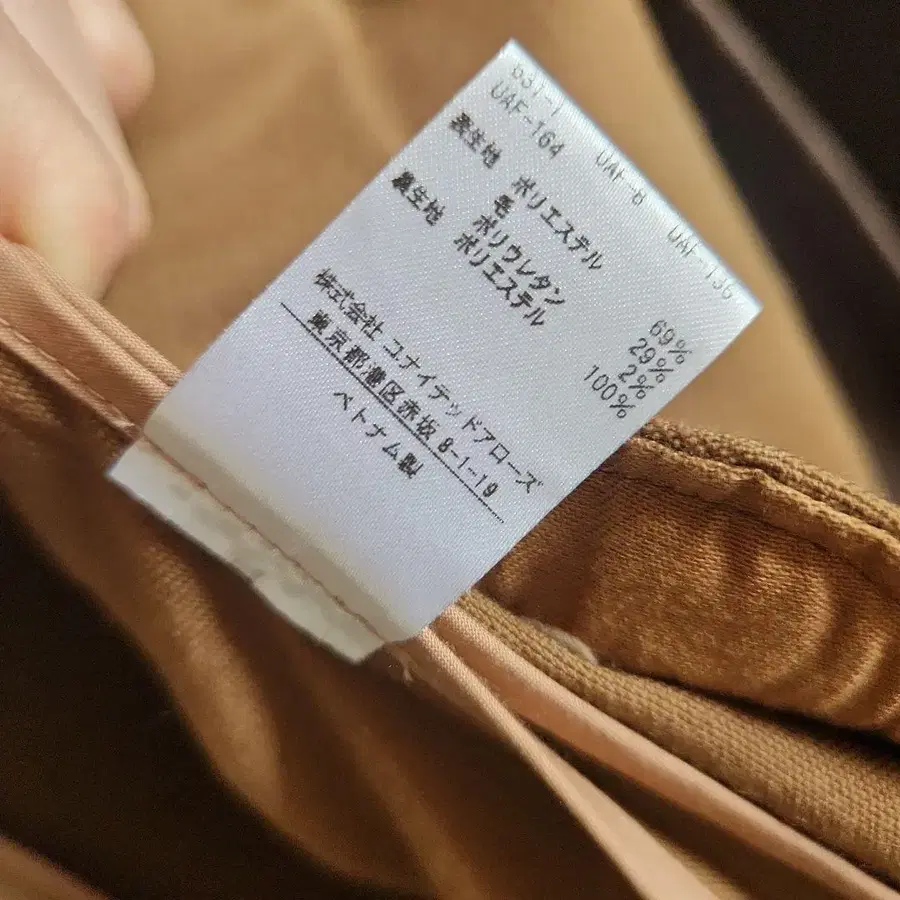 631-1
UAF-164 UAF-8 UAF-136
表生地 ポリエステル 69%
毛 29%
ポリウレタン 2%
裏生地 ポリエステル 100%
株式会社 ユナイテッドアローズ
東京都港区赤坂 8-1-19
ベトナム製